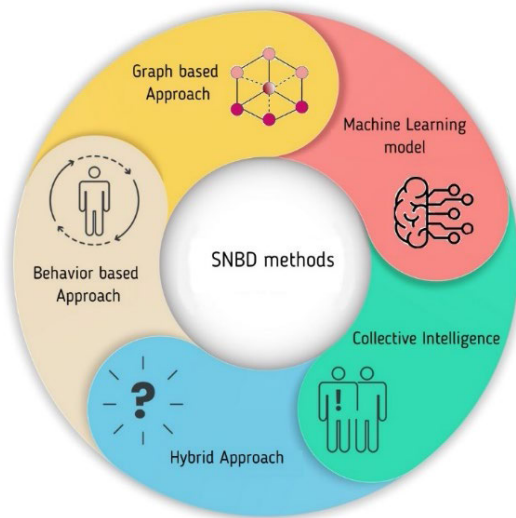 Graph based
Approach
Machine Learning
model
SNBD methods
Behavior based
Approach
Collective Intelligence
!
?
Hybrid Approach